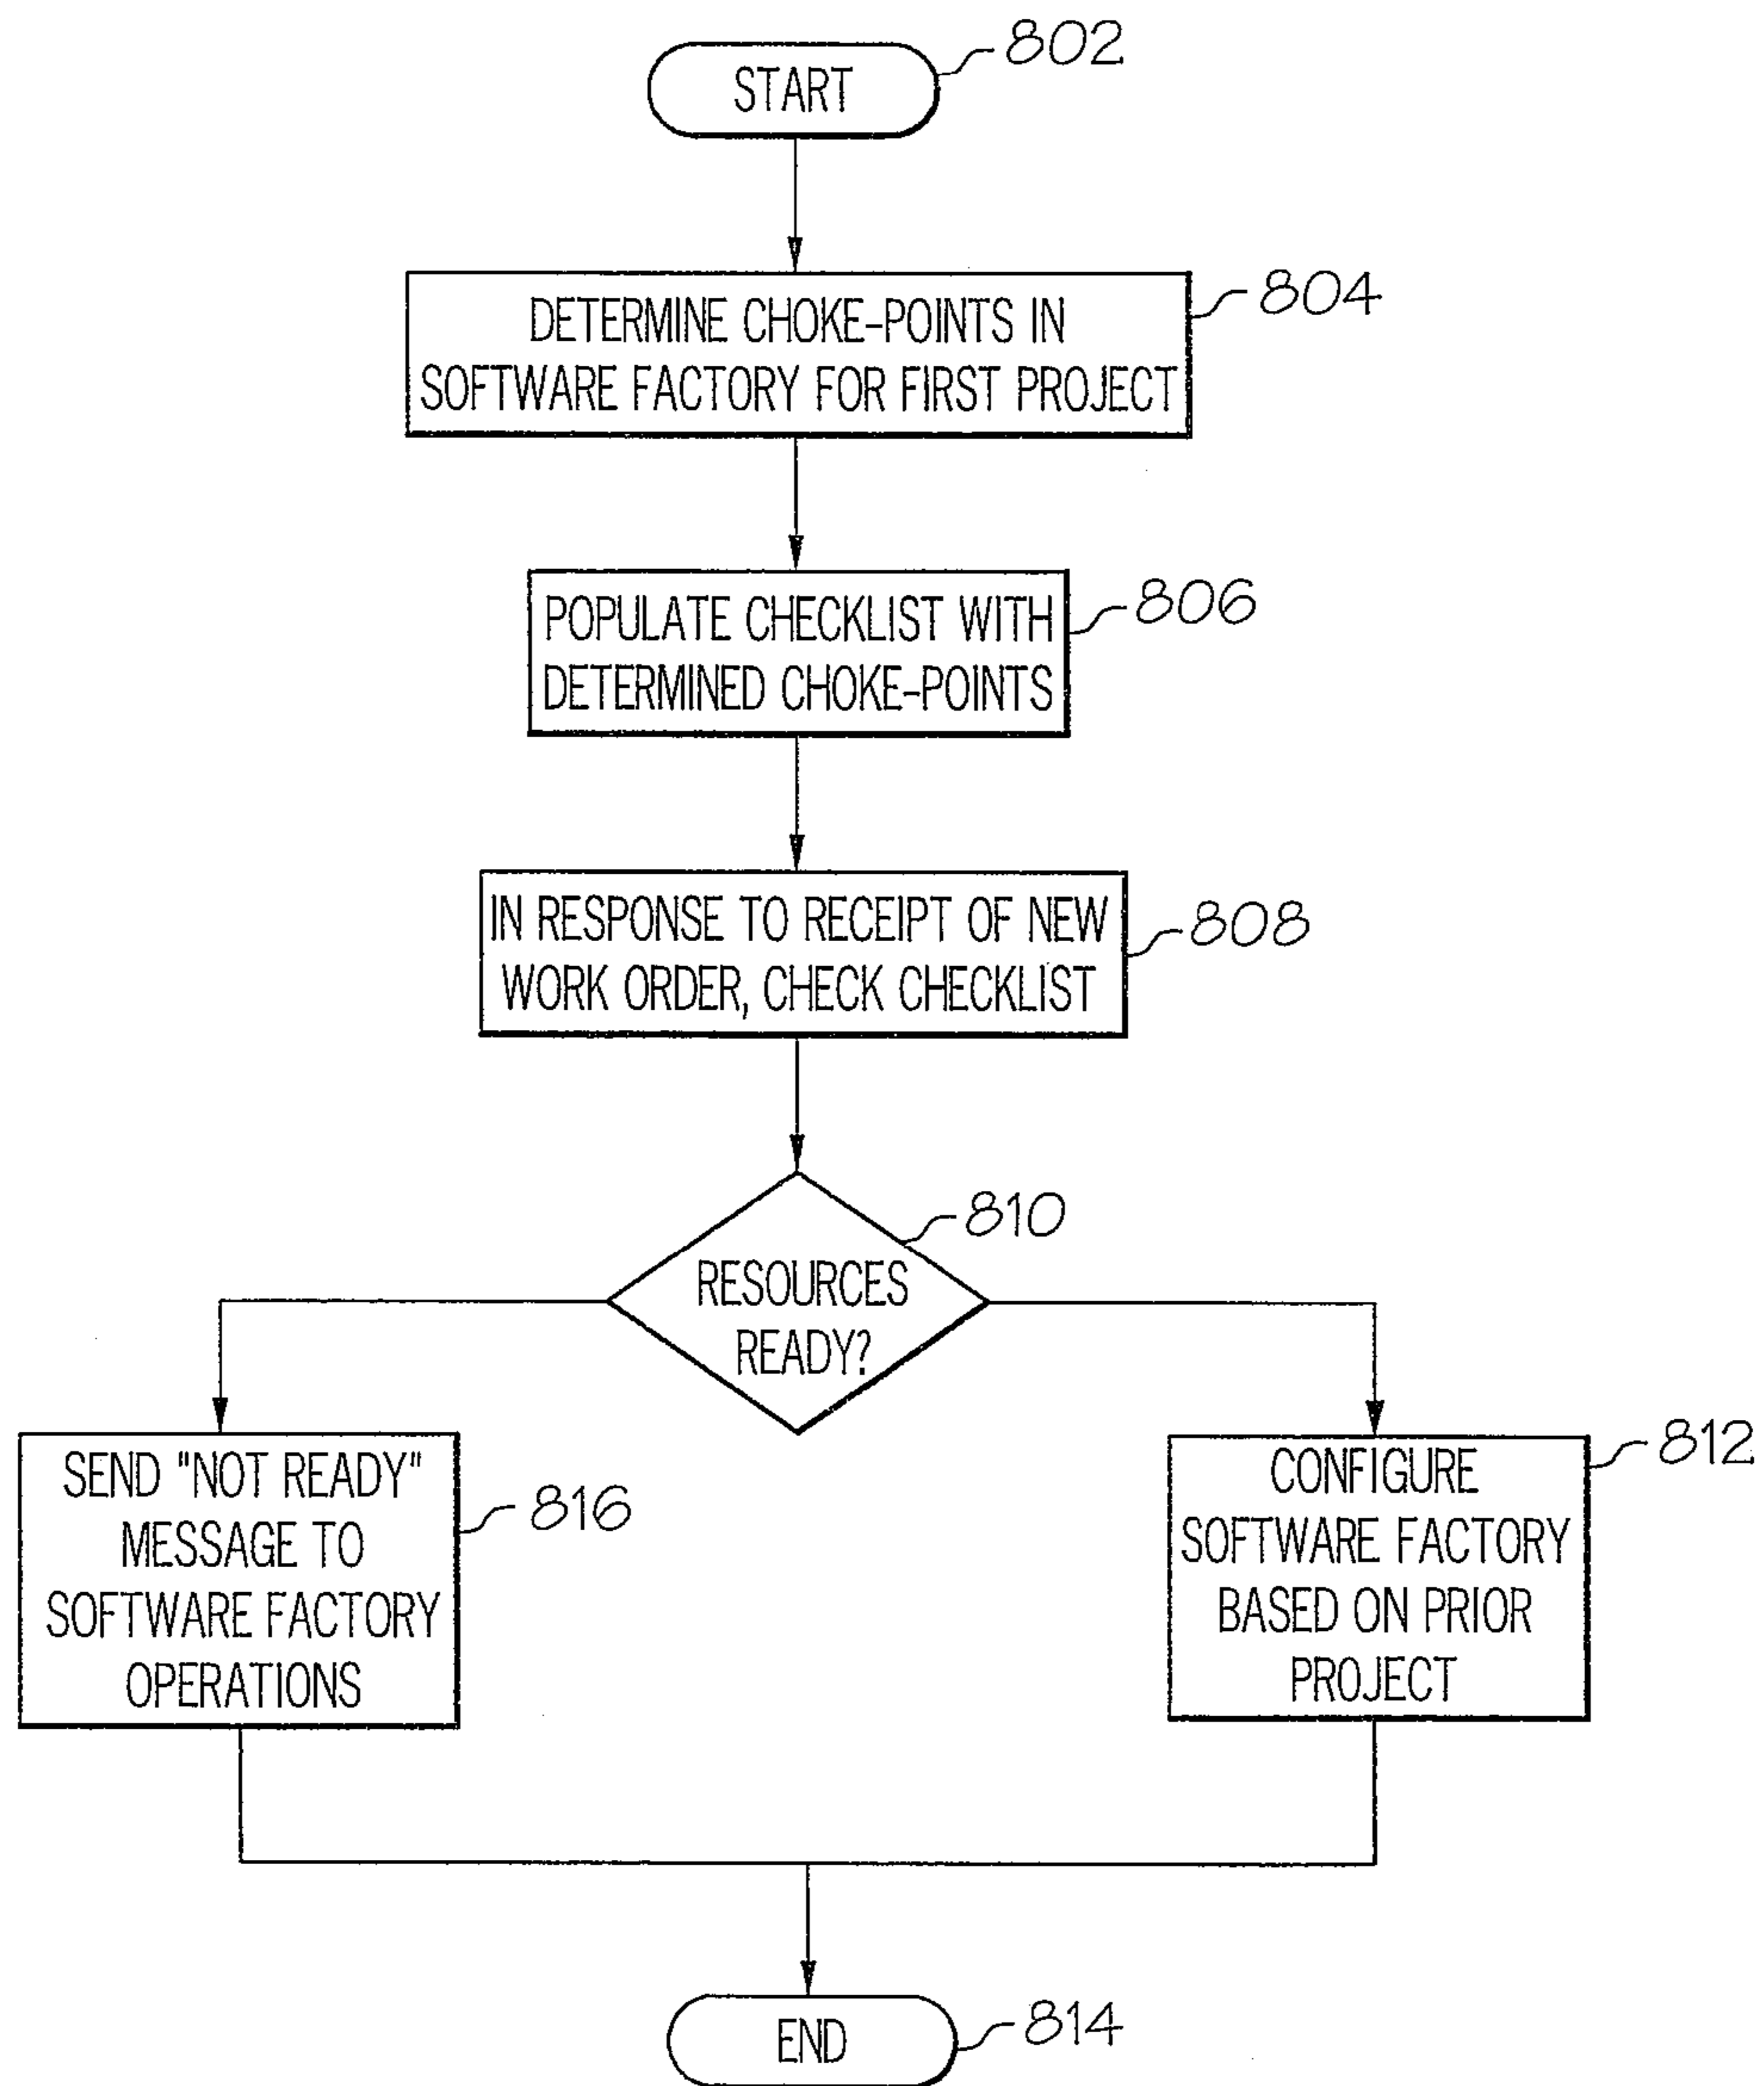 START
802
DETERMINE CHOKE-POINTS IN
SOFTWARE FACTORY FOR FIRST PROJECT
804
POPULATE CHECKLIST WITH
DETERMINED CHOKE-POINTS
806
IN RESPONSE TO RECEIPT OF NEW
WORK ORDER, CHECK CHECKLIST
808
RESOURCES
READY?
810
SEND "NOT READY"
MESSAGE TO
SOFTWARE FACTORY
OPERATIONS
816
CONFIGURE
SOFTWARE FACTORY
BASED ON PRIOR
PROJECT
812
END
814